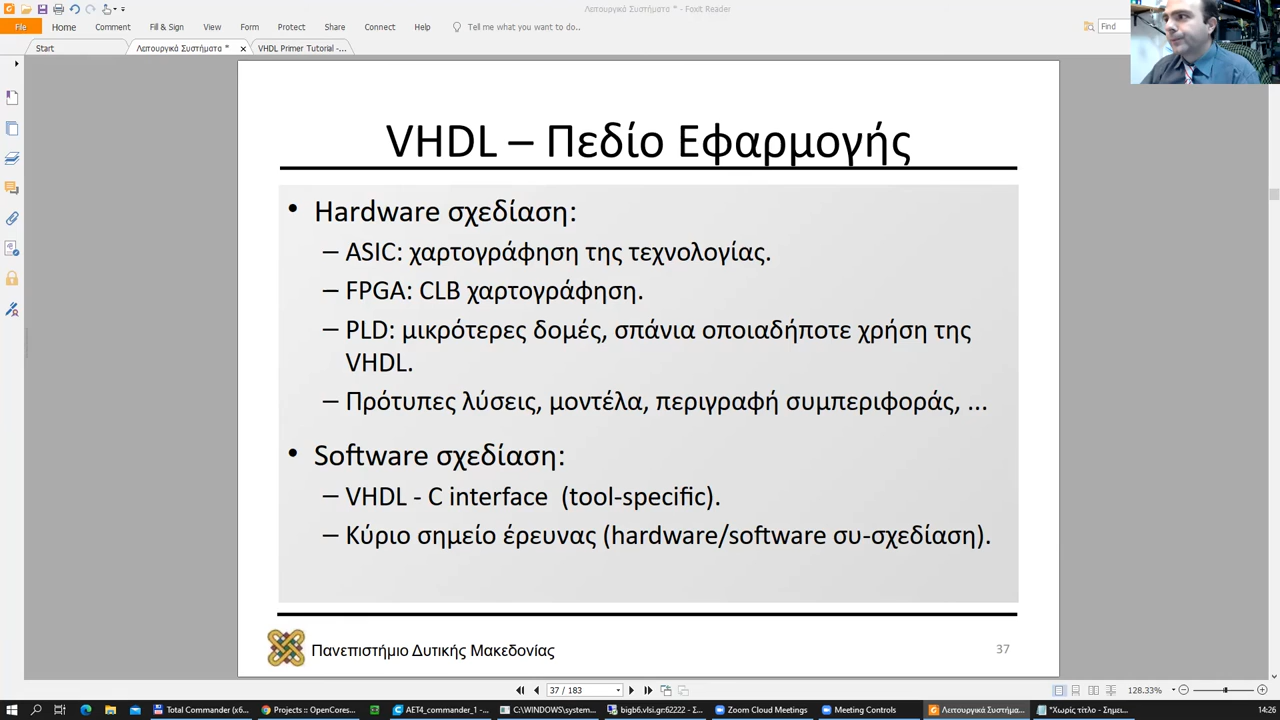 Λειτουργικά Συστήματα * - Foxit Reader
File Home Comment Fill & Sign View Form Protect Share Connect Help Tell me what you want to do.. Find
Start Λειτουργικά Συστήματα * VHDL Primer Tutorial -...
VHDL – Πεδίο Εφαρμογής
• Hardware σχεδίαση:
– ASIC: χαρτογράφηση της τεχνολογίας.
– FPGA: CLB χαρτογράφηση.
– PLD: μικρότερες δομές, σπάνια οποιαδήποτε χρήση της
VHDL.
– Πρότυπες λύσεις, μοντέλα, περιγραφή συμπεριφοράς, ...
• Software σχεδίαση:
– VHDL - C interface (tool-specific).
– Κύριο σημείο έρευνας (hardware/software συ-σχεδίαση).
Πανεπιστήμιο Δυτικής Μακεδονίας
37
37 / 183
128.33%
Total Commander (x6... Projects :: OpenCores... AET4_commander_1 -... C:\WINDOWS\system... bigb6.vlsi.gr:62222 - Σ... Zoom Cloud Meetings Meeting Controls Λειτουργικά Συστήμα... *Χωρίς τίτλο - Σημει... 14:26